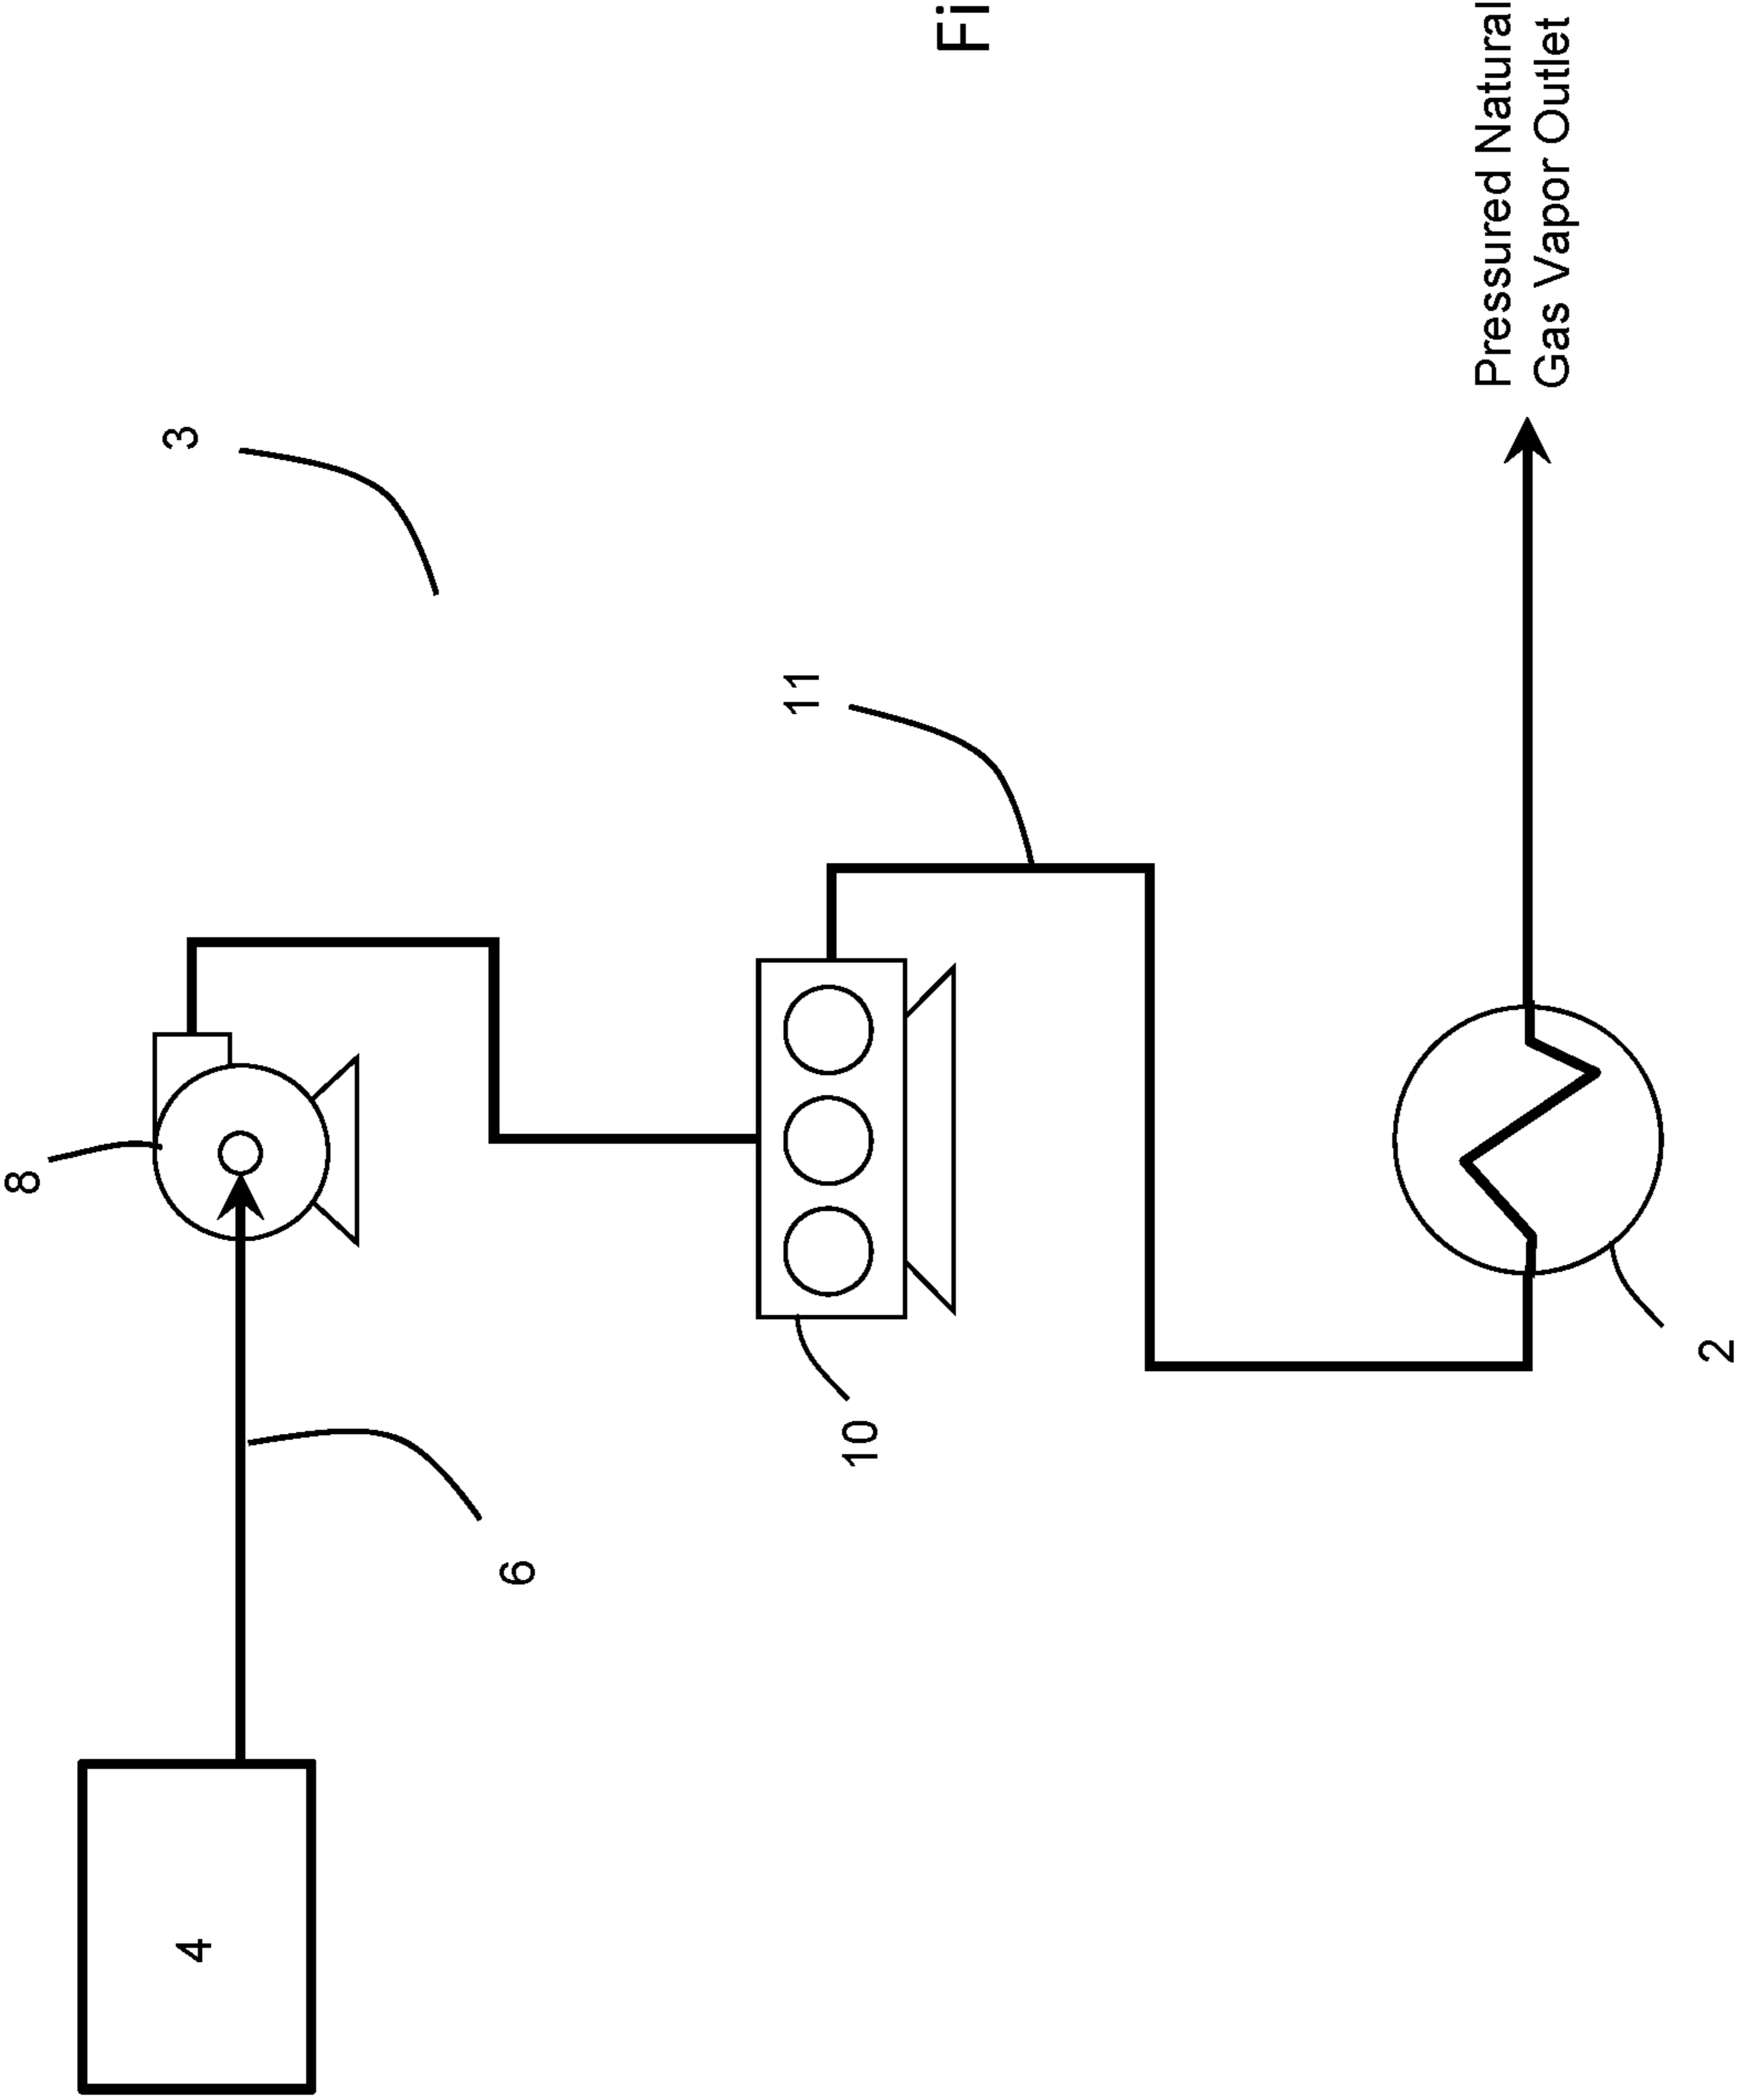 8
3
4
6
11
10
Fi
Pressured Natural
Gas Vapor Outlet
2